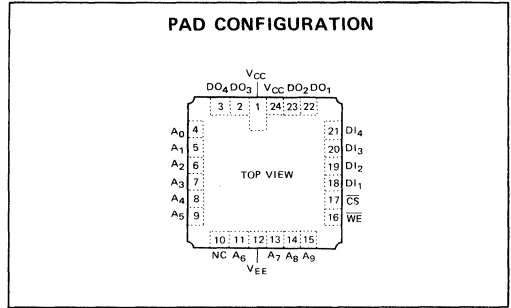 PAD CONFIGURATION
VCC
DO4 DO3 VCC DO2 DO1
3 2 1 24 23 22
A0 4 21 DI4
A1 5 20 DI3
A2 6 19 DI2
A3 7 TOP VIEW 18 DI1
A4 8 17 C̅S̅
A5 9 16 W̅E̅
10 11 12 13 14 15
NC A6 A7 A8 A9
VEE